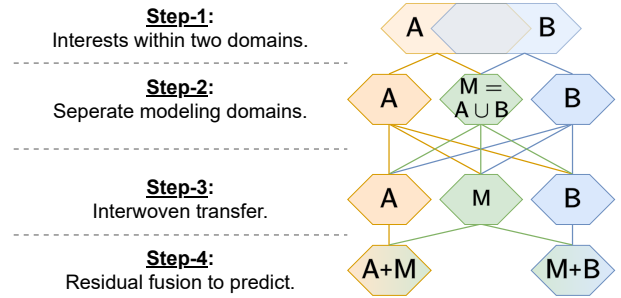 Step-1:
Interests within two domains.
A B
Step-2:
Seperate modeling domains.
A
M =
A ∪ B
B
Step-3:
Interwoven transfer.
A M B
Step-4:
Residual fusion to predict.
A+M M+B